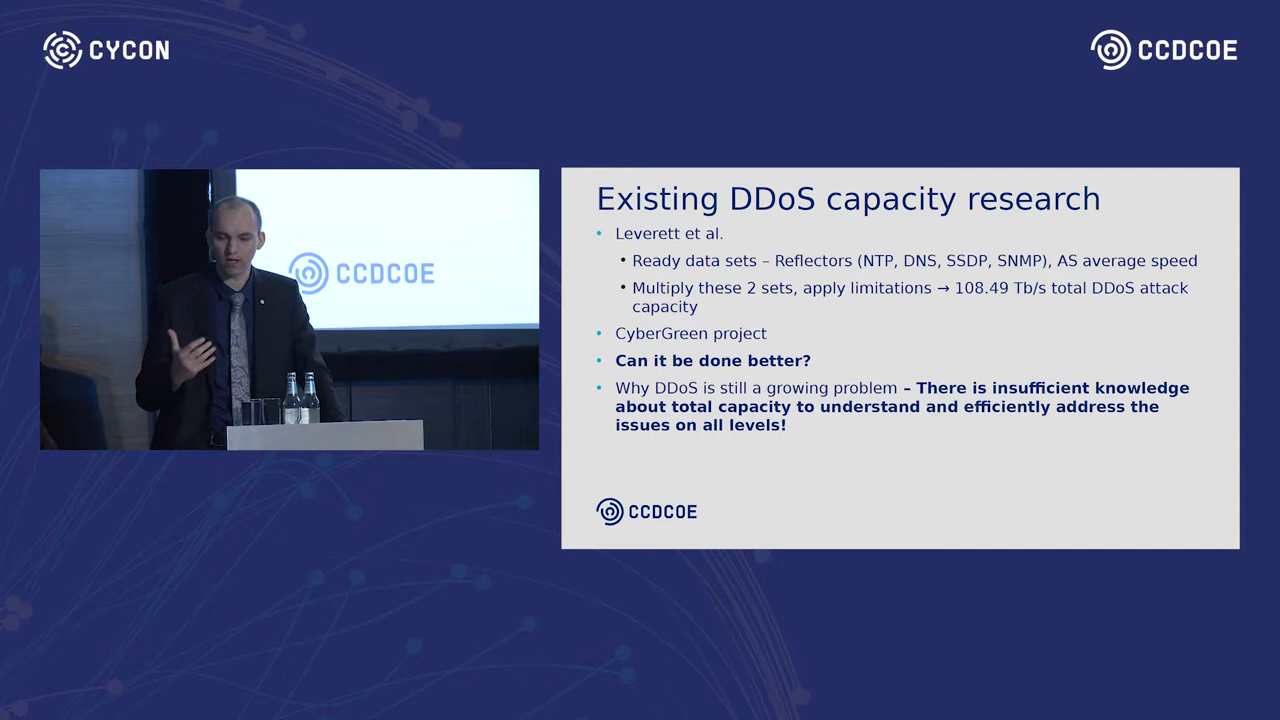 CYCON
CCDCOE
CCDCOE
Existing DDoS capacity research
• Leverett et al.
• Ready data sets – Reflectors (NTP, DNS, SSDP, SNMP), AS average speed
• Multiply these 2 sets, apply limitations → 108.49 Tb/s total DDoS attack
capacity
• CyberGreen project
• Can it be done better?
• Why DDoS is still a growing problem – There is insufficient knowledge
about total capacity to understand and efficiently address the
issues on all levels!
CCDCOE